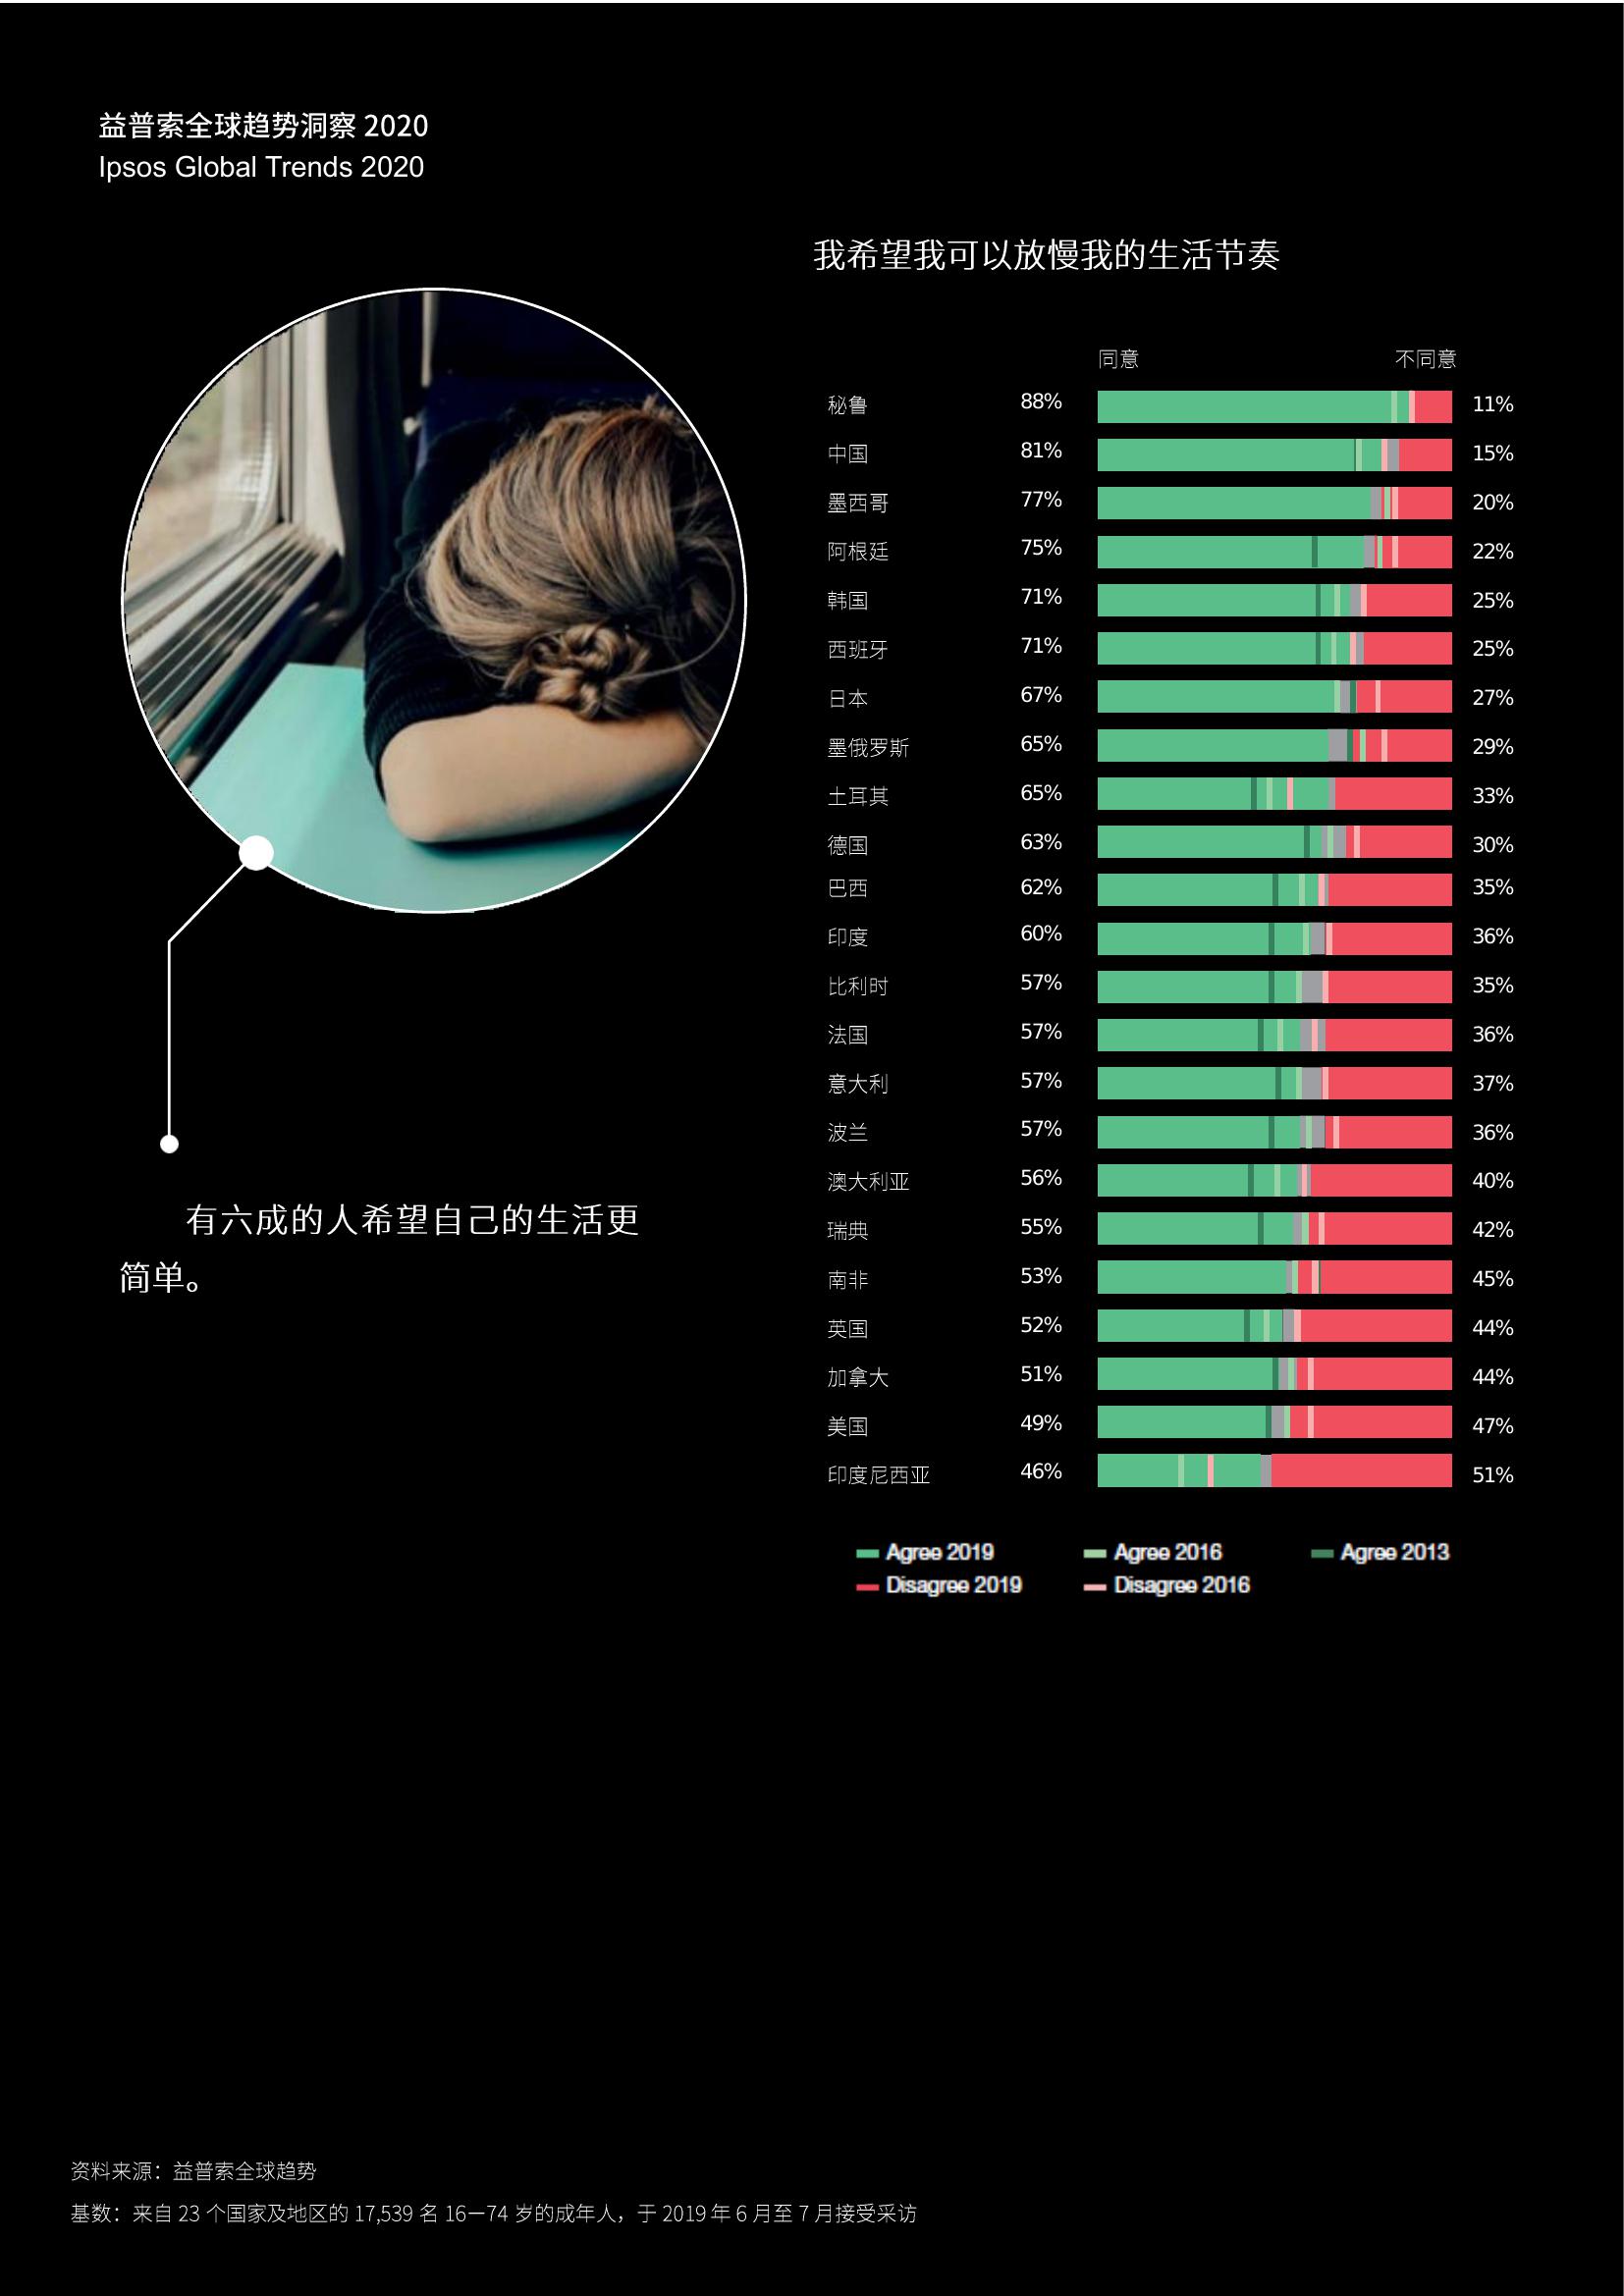 益普索全球趋势洞察 2020
Ipsos Global Trends 2020
我希望我可以放慢我的生活节奏
同意 不同意
秘鲁 88% 11%
中国 81% 15%
墨西哥 77% 20%
阿根廷 75% 22%
韩国 71% 25%
西班牙 71% 25%
日本 67% 27%
墨俄罗斯 65% 29%
土耳其 65% 33%
德国 63% 30%
巴西 62% 35%
印度 60% 36%
比利时 57% 35%
法国 57% 36%
意大利 57% 37%
波兰 57% 36%
澳大利亚 56% 40%
瑞典 55% 42%
南非 53% 45%
英国 52% 44%
加拿大 51% 44%
美国 49% 47%
印度尼西亚 46% 51%
Agree 2019 Agree 2016 Agree 2013
Disagree 2019 Disagree 2016
有六成的人希望自己的生活更
简单。
资料来源：益普索全球趋势
基数：来自 23 个国家及地区的 17,539 名 16—74 岁的成年人，于 2019 年 6 月至 7 月接受采访